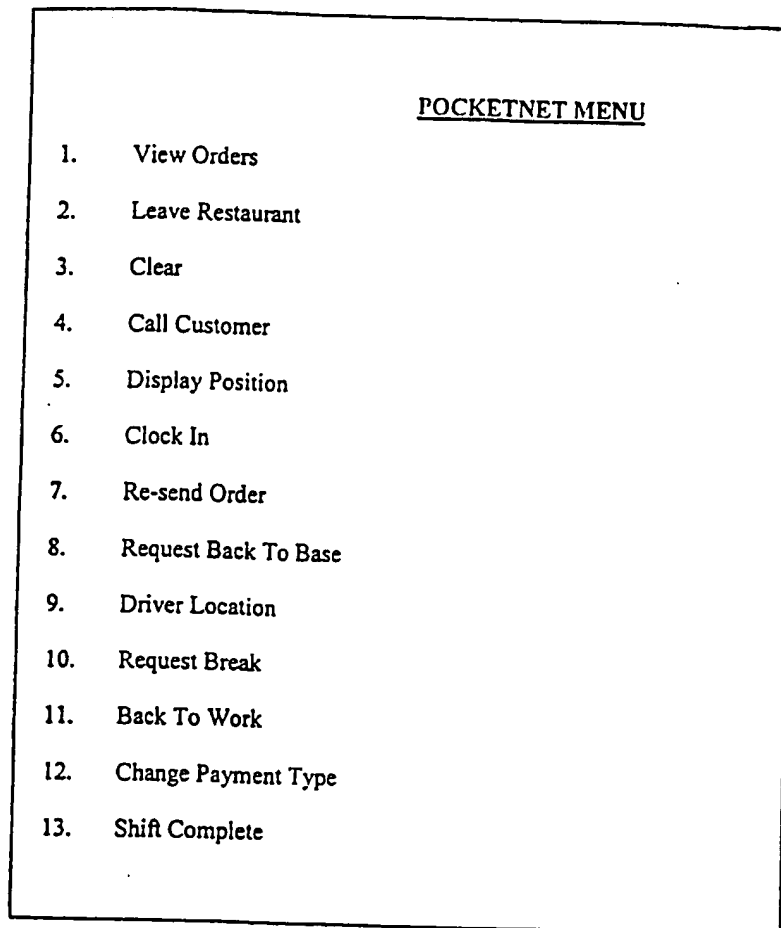 POCKETNET MENU
1. View Orders
2. Leave Restaurant
3. Clear
4. Call Customer
5. Display Position
6. Clock In
7. Re-send Order
8. Request Back To Base
9. Driver Location
10. Request Break
11. Back To Work
12. Change Payment Type
13. Shift Complete